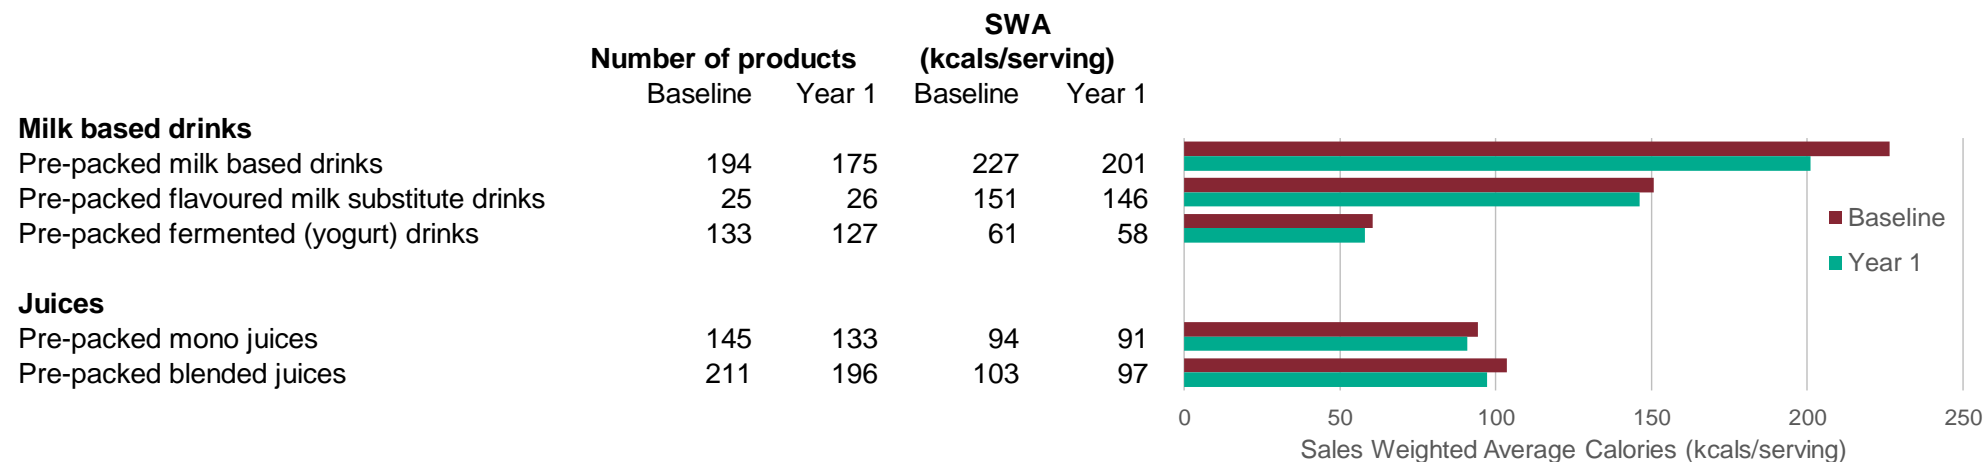 SWA
Number of products (kcals/serving)
Baseline Year 1 Baseline Year 1
Milk based drinks
Pre-packed milk based drinks 194 175 227 201
Pre-packed flavoured milk substitute drinks 25 26 151 146
Pre-packed fermented (yogurt) drinks 133 127 61 58
Juices
Pre-packed mono juices 145 133 94 91
Pre-packed blended juices 211 196 103 97
Baseline
Year 1
0 50 100 150 200 250
Sales Weighted Average Calories (kcals/serving)